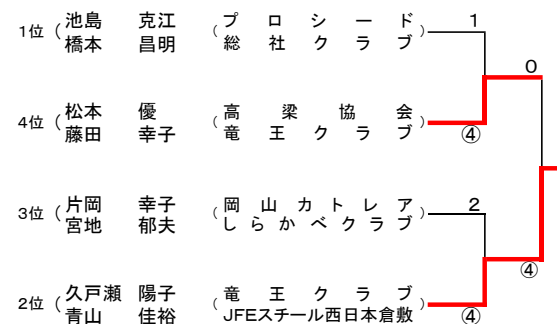 池島 克江 (プロシード) 1
1位
橋本 昌明 (総社クラブ)
0
松本 優 (高梁協会)
4位
藤田 幸子 (竜王クラブ) ④
片岡 幸子 (岡山カトレア) 2
3位
宮地 郁夫 (しらかべクラブ)
④
久戸瀬 陽子 (竜王クラブ)
2位
青山 佳裕 (JFEスチール西日本倉敷) ④